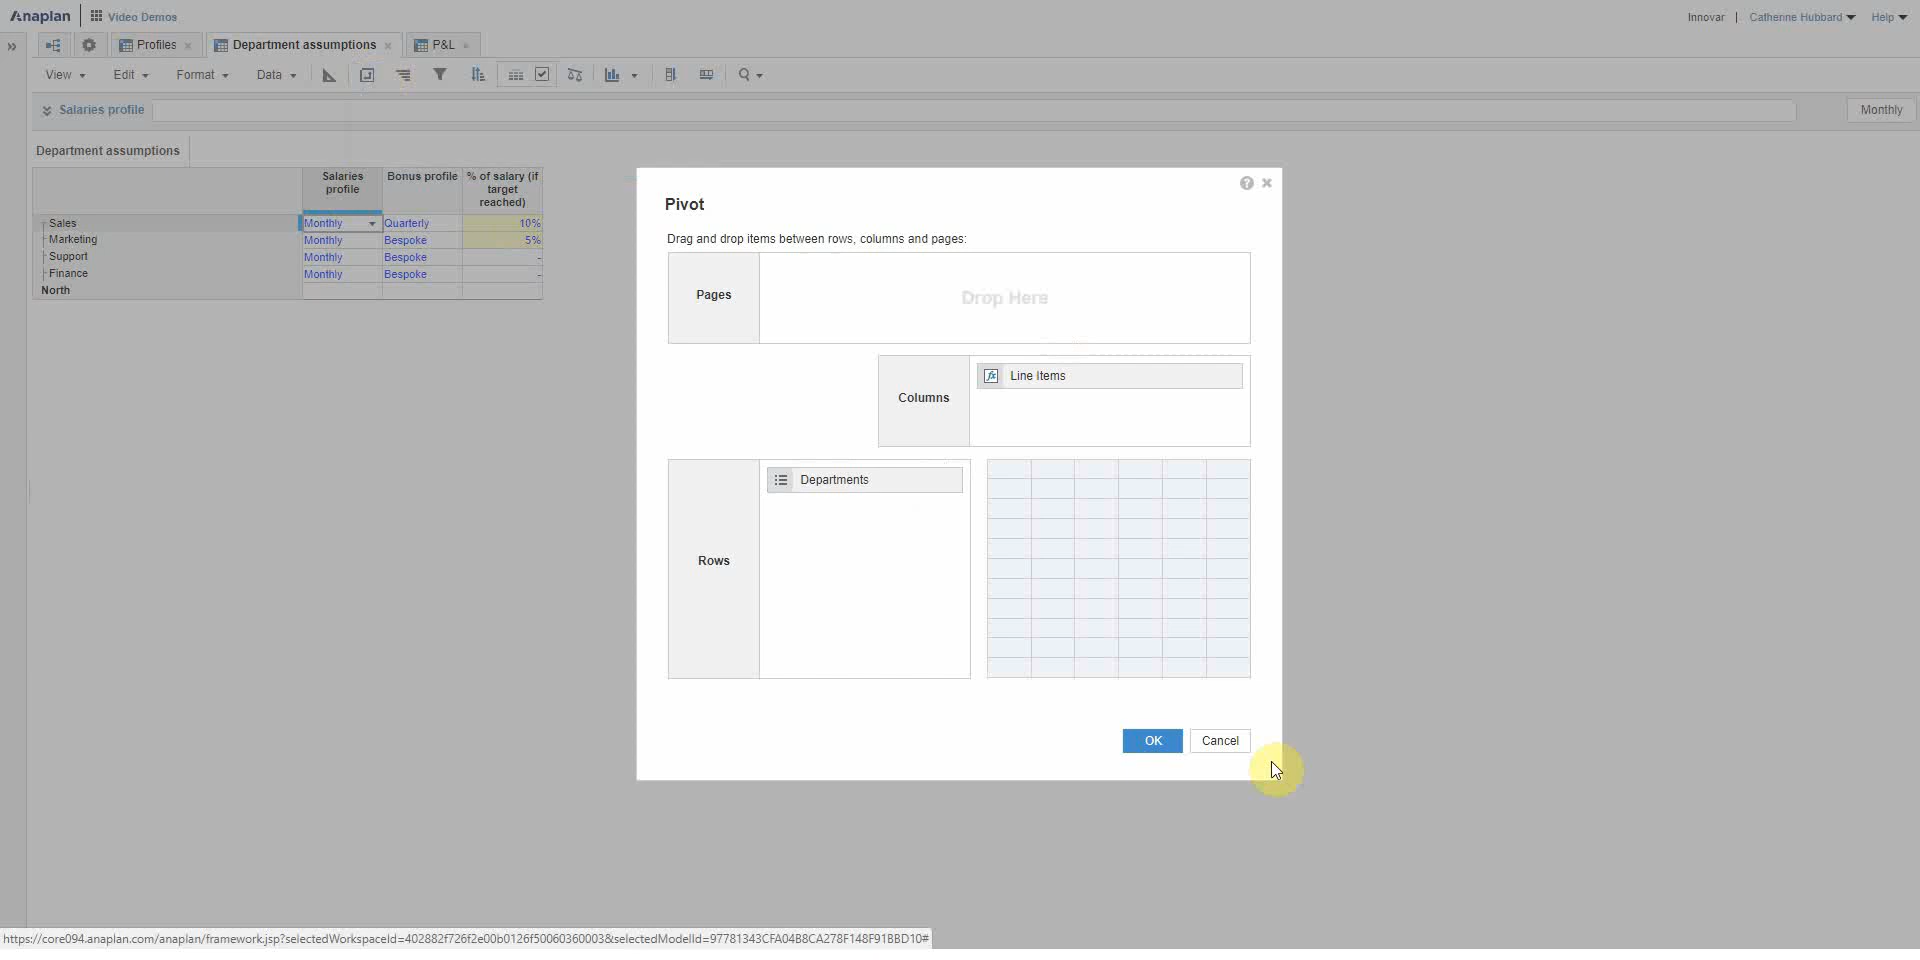 Anaplan Video Demos Innovar | Catherine Hubbard Help
Profiles Department assumptions P&L
View Edit Format Data
Salaries profile Monthly
Department assumptions
Salaries profile Bonus profile % of salary (if target reached)
Sales Monthly Quarterly 10%
Marketing Monthly Bespoke 5%
Support Monthly Bespoke -
Finance Monthly Bespoke -
North
Pivot
Drag and drop items between rows, columns and pages:
Pages Drop Here
Columns Line Items
Rows Departments
OK Cancel
https://core094.anaplan.com/anaplan/framework.jsp?selectedWorkspaceId=402882f726f2e00b0126f50060360003&selectedModelId=97781343CFA04B8CA278F148F91BBD10#